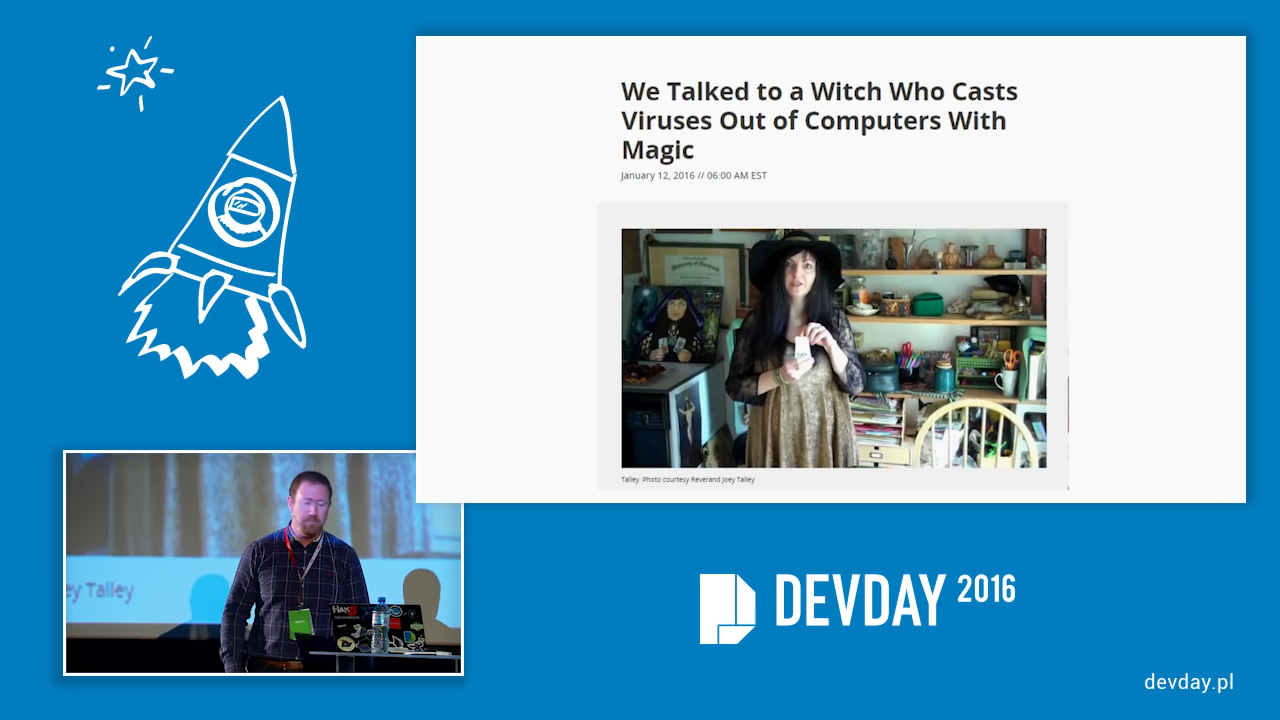 We Talked to a Witch Who Casts
Viruses Out of Computers With
Magic
January 12, 2016 // 06:00 AM EST
Talley. Photo courtesy Reverand Joey Talley
ey Talley
DEVDAY 2016
devday.pl